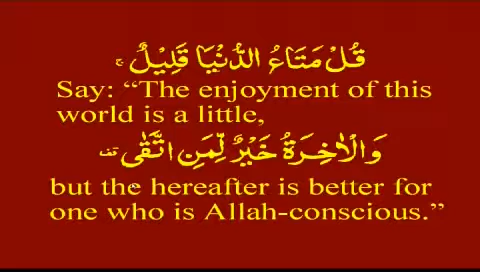 قُلْ مَتَاعُ الدُّنْيَا قَلِيْلٌ ۚ
Say: “The enjoyment of this
world is a little,
وَالْاٰخِرَةُ خَيْرٌ لِّمَنِ اتَّقٰى ۫
but the hereafter is better for
one who is Allah-conscious.”